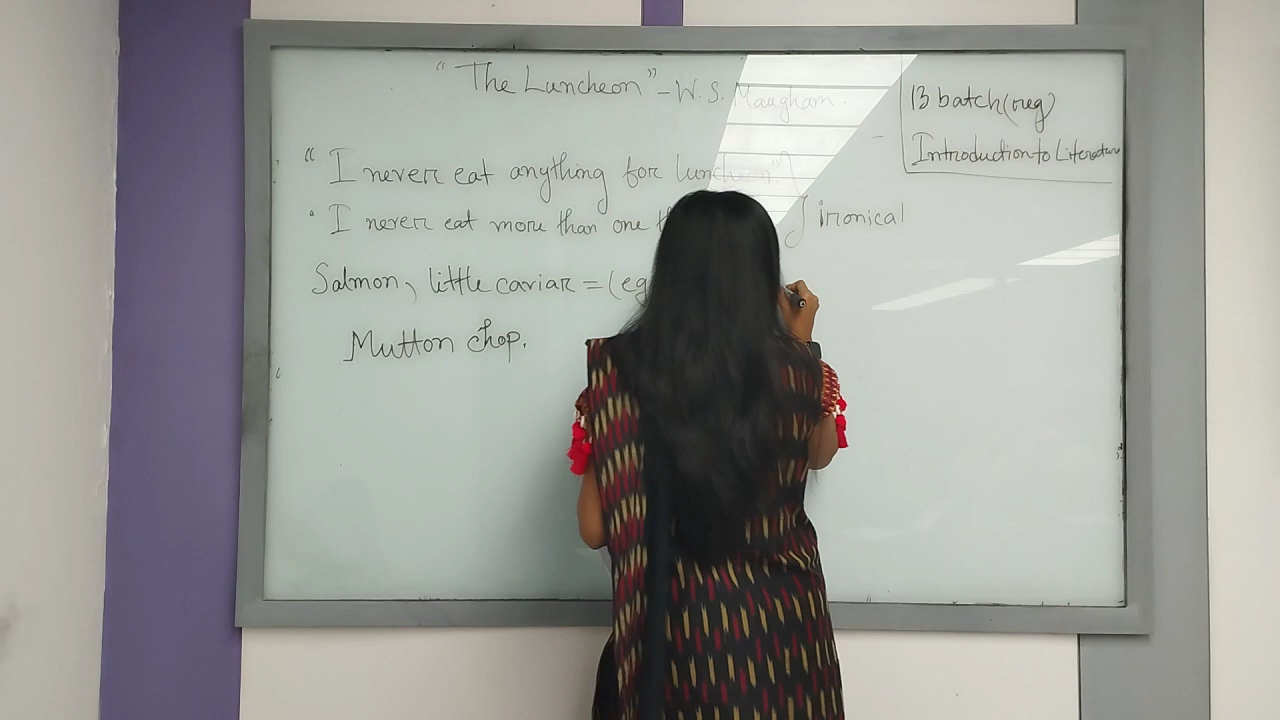 "The Luncheon" - W. S. Maugham.
13 batch (reg)
Introduction to Literature
"I never eat anything for luncheon."
"I never eat more than one
} ironical
Salmon, little caviar = (eg
Mutton chop.